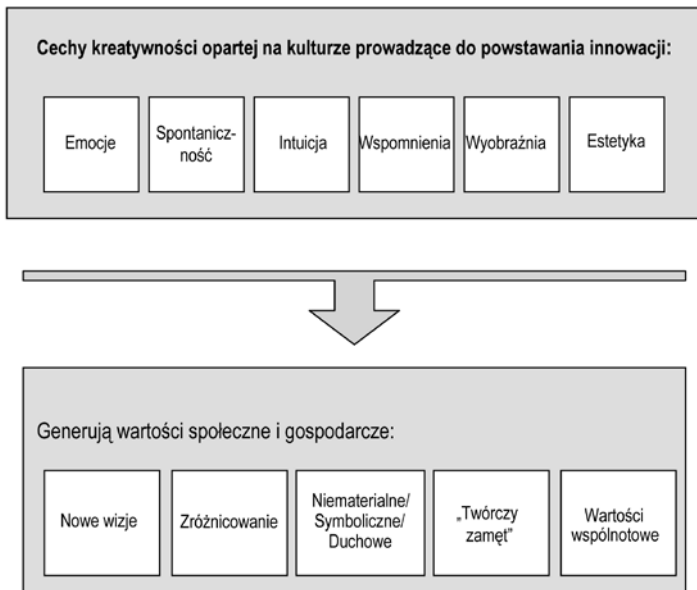 Cechy kreatywności opartej na kulturze prowadzące do powstawania innowacji:
Emocje
Spontanicz-
ność
Intuicja
Wspomnienia
Wyobraźnia
Estetyka
Generują wartości społeczne i gospodarcze:
Nowe wizje
Zróżnicowanie
Niematerialne/
Symboliczne/
Duchowe
„Twórczy
zamęt”
Wartości
wspólnotowe